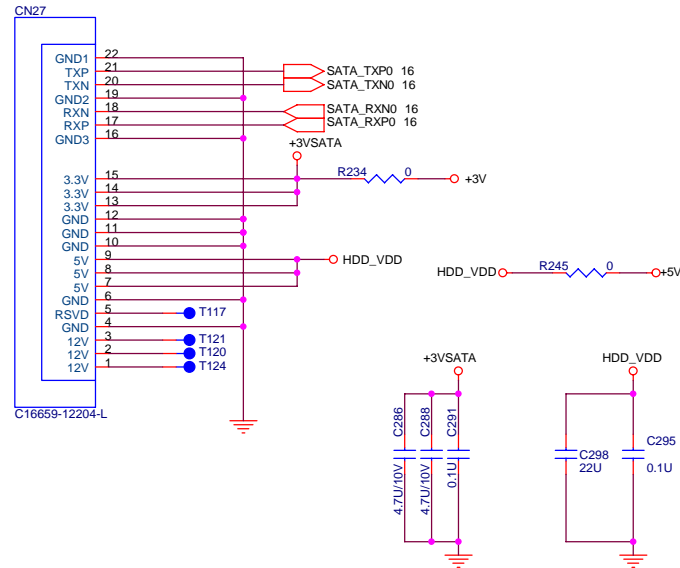 CN27
GND1 22
TXP 21
TXN 20
GND2 19
RXN 18
RXP 17
GND3 16
SATA_TXP0 16
SATA_TXN0 16
SATA_RXN0 16
SATA_RXP0 16
+3VSATA
3.3V 15
3.3V 14
3.3V 13
GND 12
GND 11
GND 10
5V 9
5V 8
5V 7
GND 6
RSVD 5
GND 4
12V 3
12V 2
12V 1
R234 0
+3V
HDD_VDD
T117
T121
T120
T124
C16659-12204-L
HDD_VDD
R245 0
+5V
+3VSATA
C286
4.7U/10V
C288
4.7U/10V
C291
0.1U
HDD_VDD
C298
22U
C295
0.1U